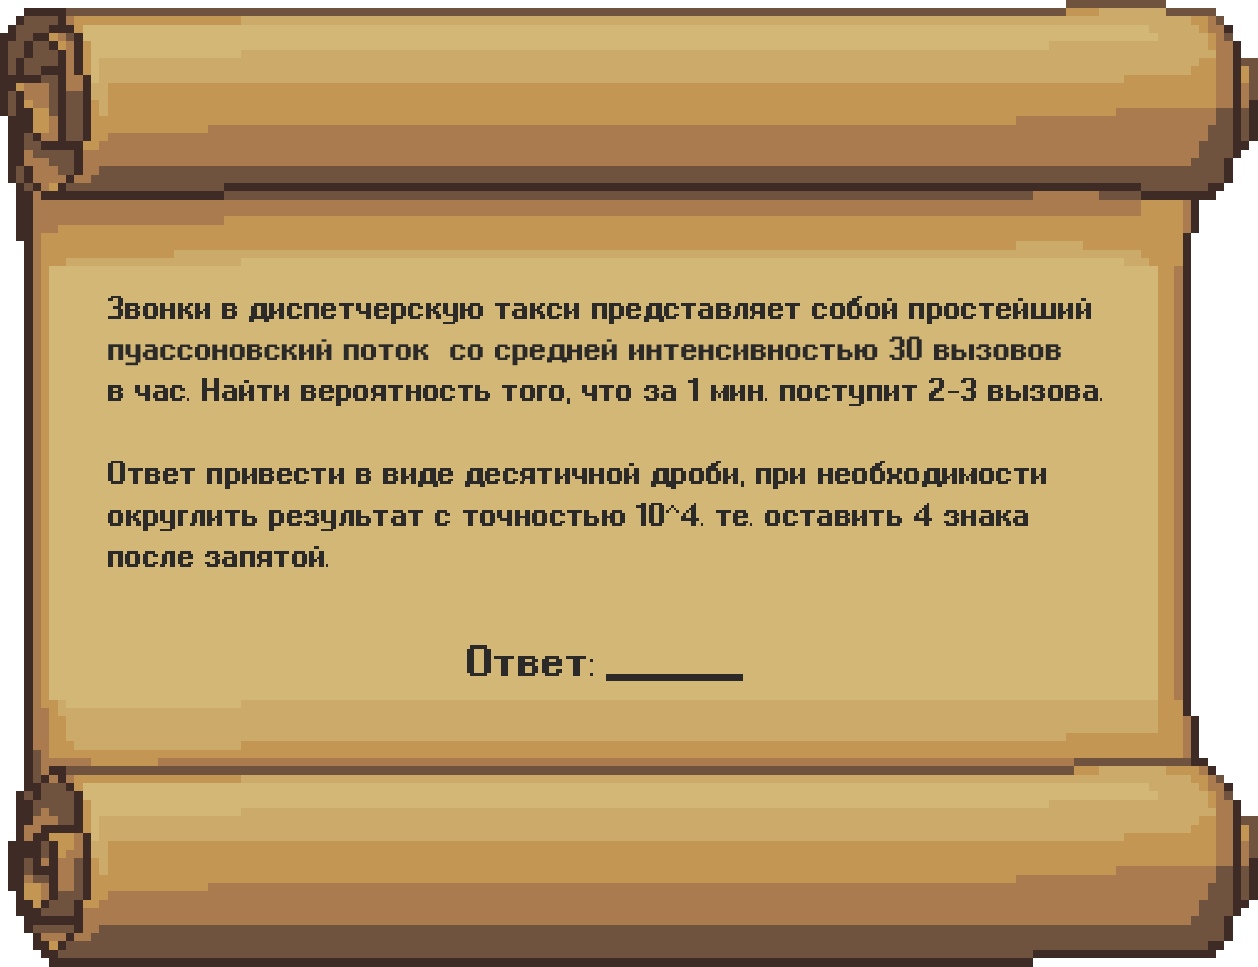 Звонки в диспетчерскую такси представляет собой простейший
пуассоновский поток  со средней интенсивностью 30 вызовов
в час. Найти вероятность того, что за 1 мин. поступит 2-3 вызова.
Ответ привести в виде десятичной дроби, при необходимости
округлить результат с точностью 10^4. те. оставить 4 знака
после запятой.
Ответ: ______